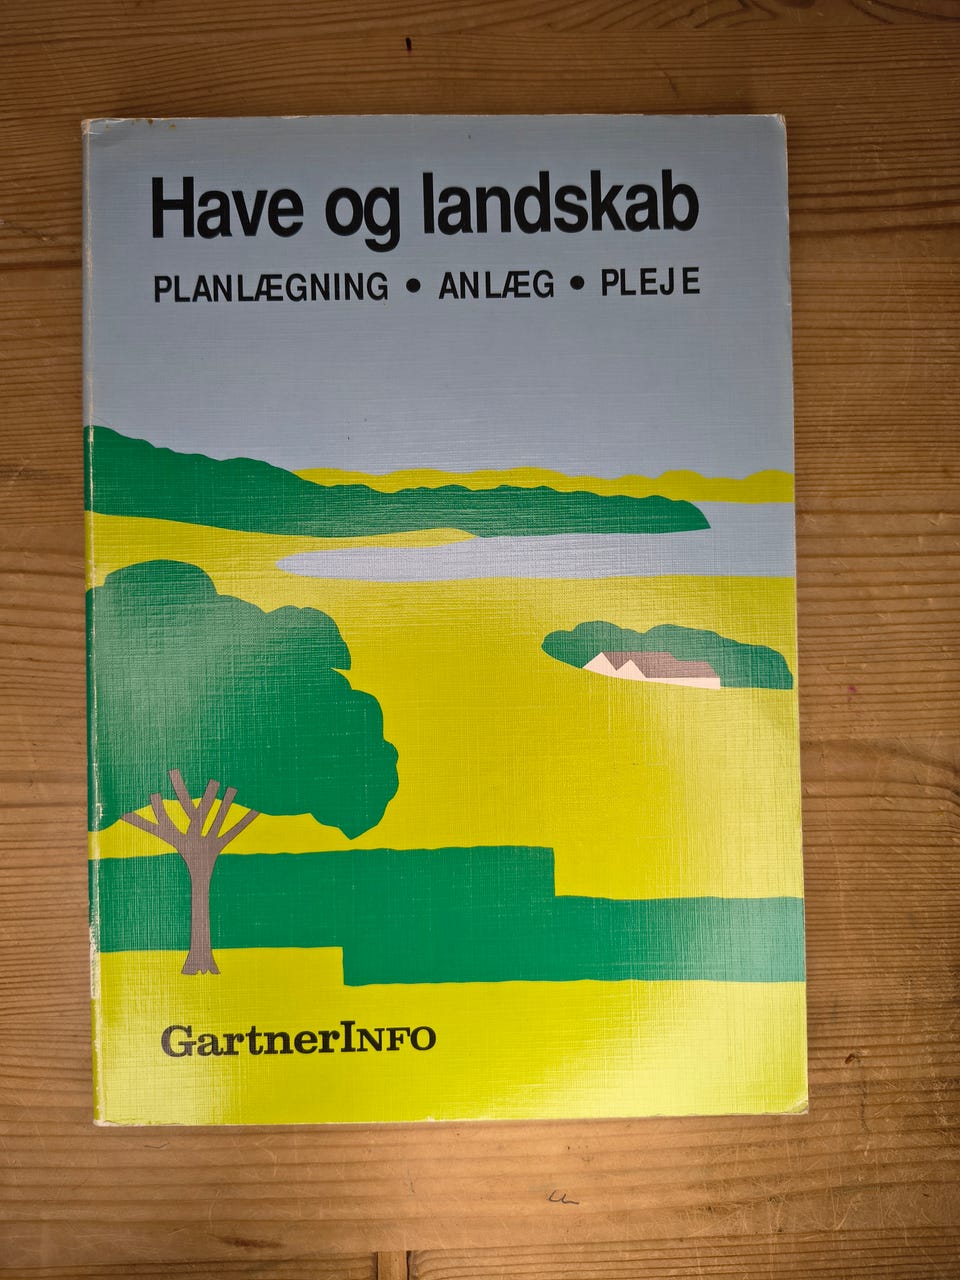 Have og landskab
PLANLÆGNING • ANLÆG • PLEJE
GartnerINFO